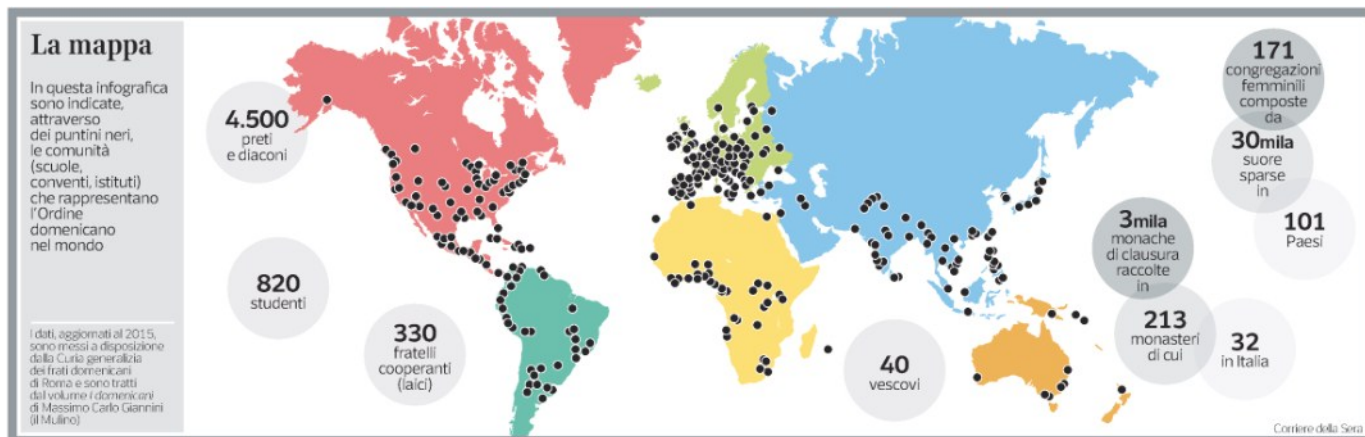 La mappa
In questa infografica
sono indicate,
attraverso
dei puntini neri,
le comunità
(scuole,
conventi, istituti)
che rappresentano
l'Ordine
domenicano
nel mondo
I dati, aggiornati al 2015,
sono messi a disposizione
dalla Curia generalizia
dei frati domenicani
di Roma e sono tratti
dal volume I domenicani
di Massimo Carlo Giannini
(il Mulino)
4.500
preti
e diaconi
820
studenti
330
fratelli
cooperanti
(laici)
40
vescovi
171
congregazioni
femminili
composte
da
30mila
suore
sparse
in
101
Paesi
3mila
monache
di clausura
raccolte
in
213
monasteri
di cui
32
in Italia
Corriere della Sera